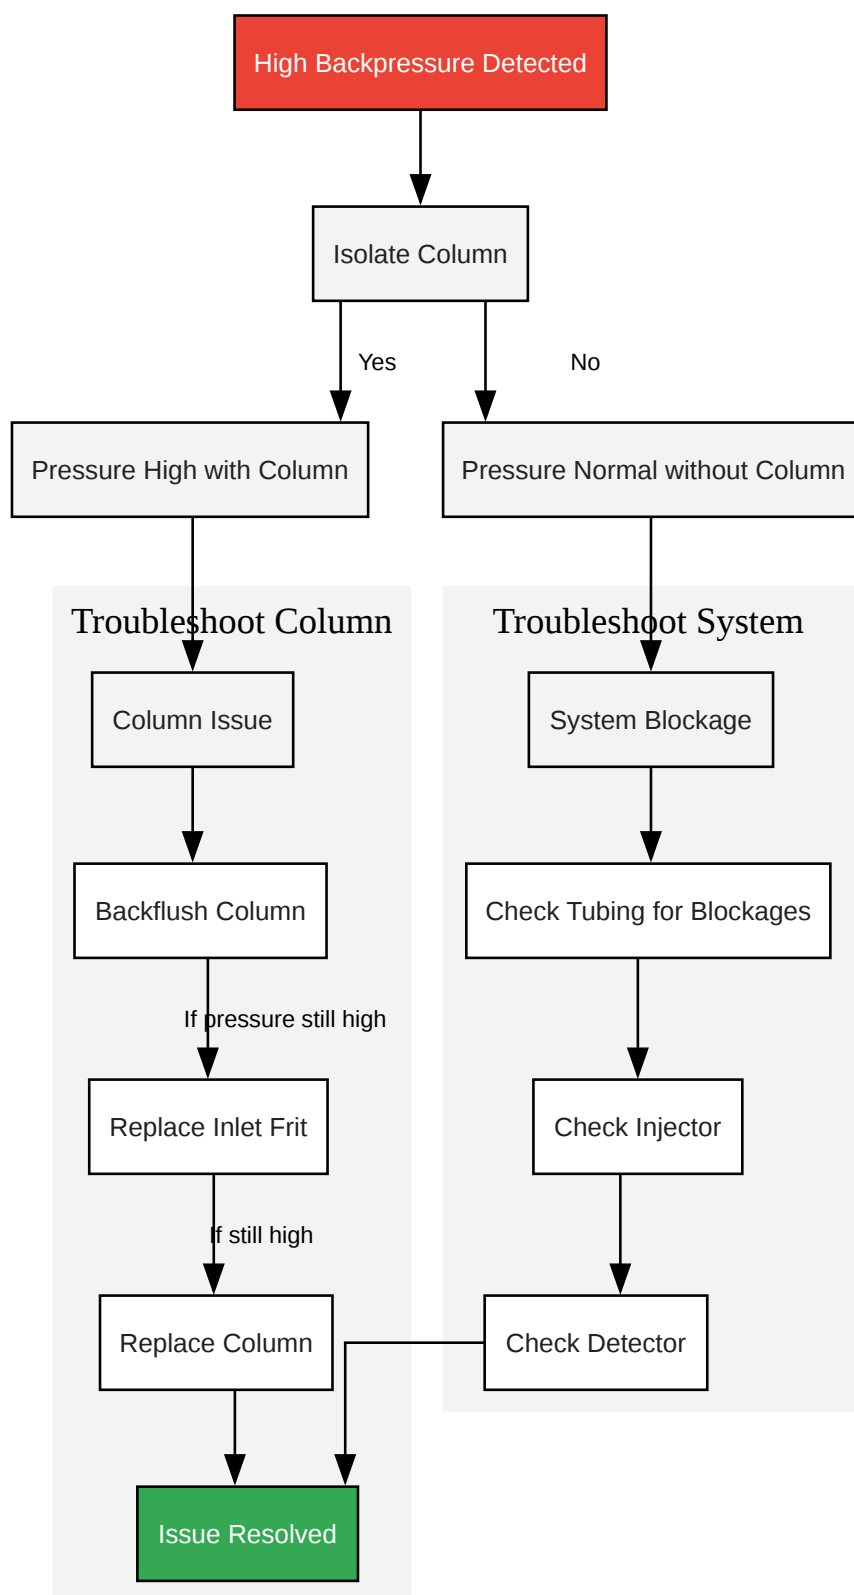 High Backpressure Detected
Isolate Column
Yes
No
Pressure High with Column
Pressure Normal without Column
Troubleshoot Column
Troubleshoot System
Column Issue
System Blockage
Backflush Column
Check Tubing for Blockages
If pressure still high
Replace Inlet Frit
Check Injector
If still high
Replace Column
Check Detector
Issue Resolved